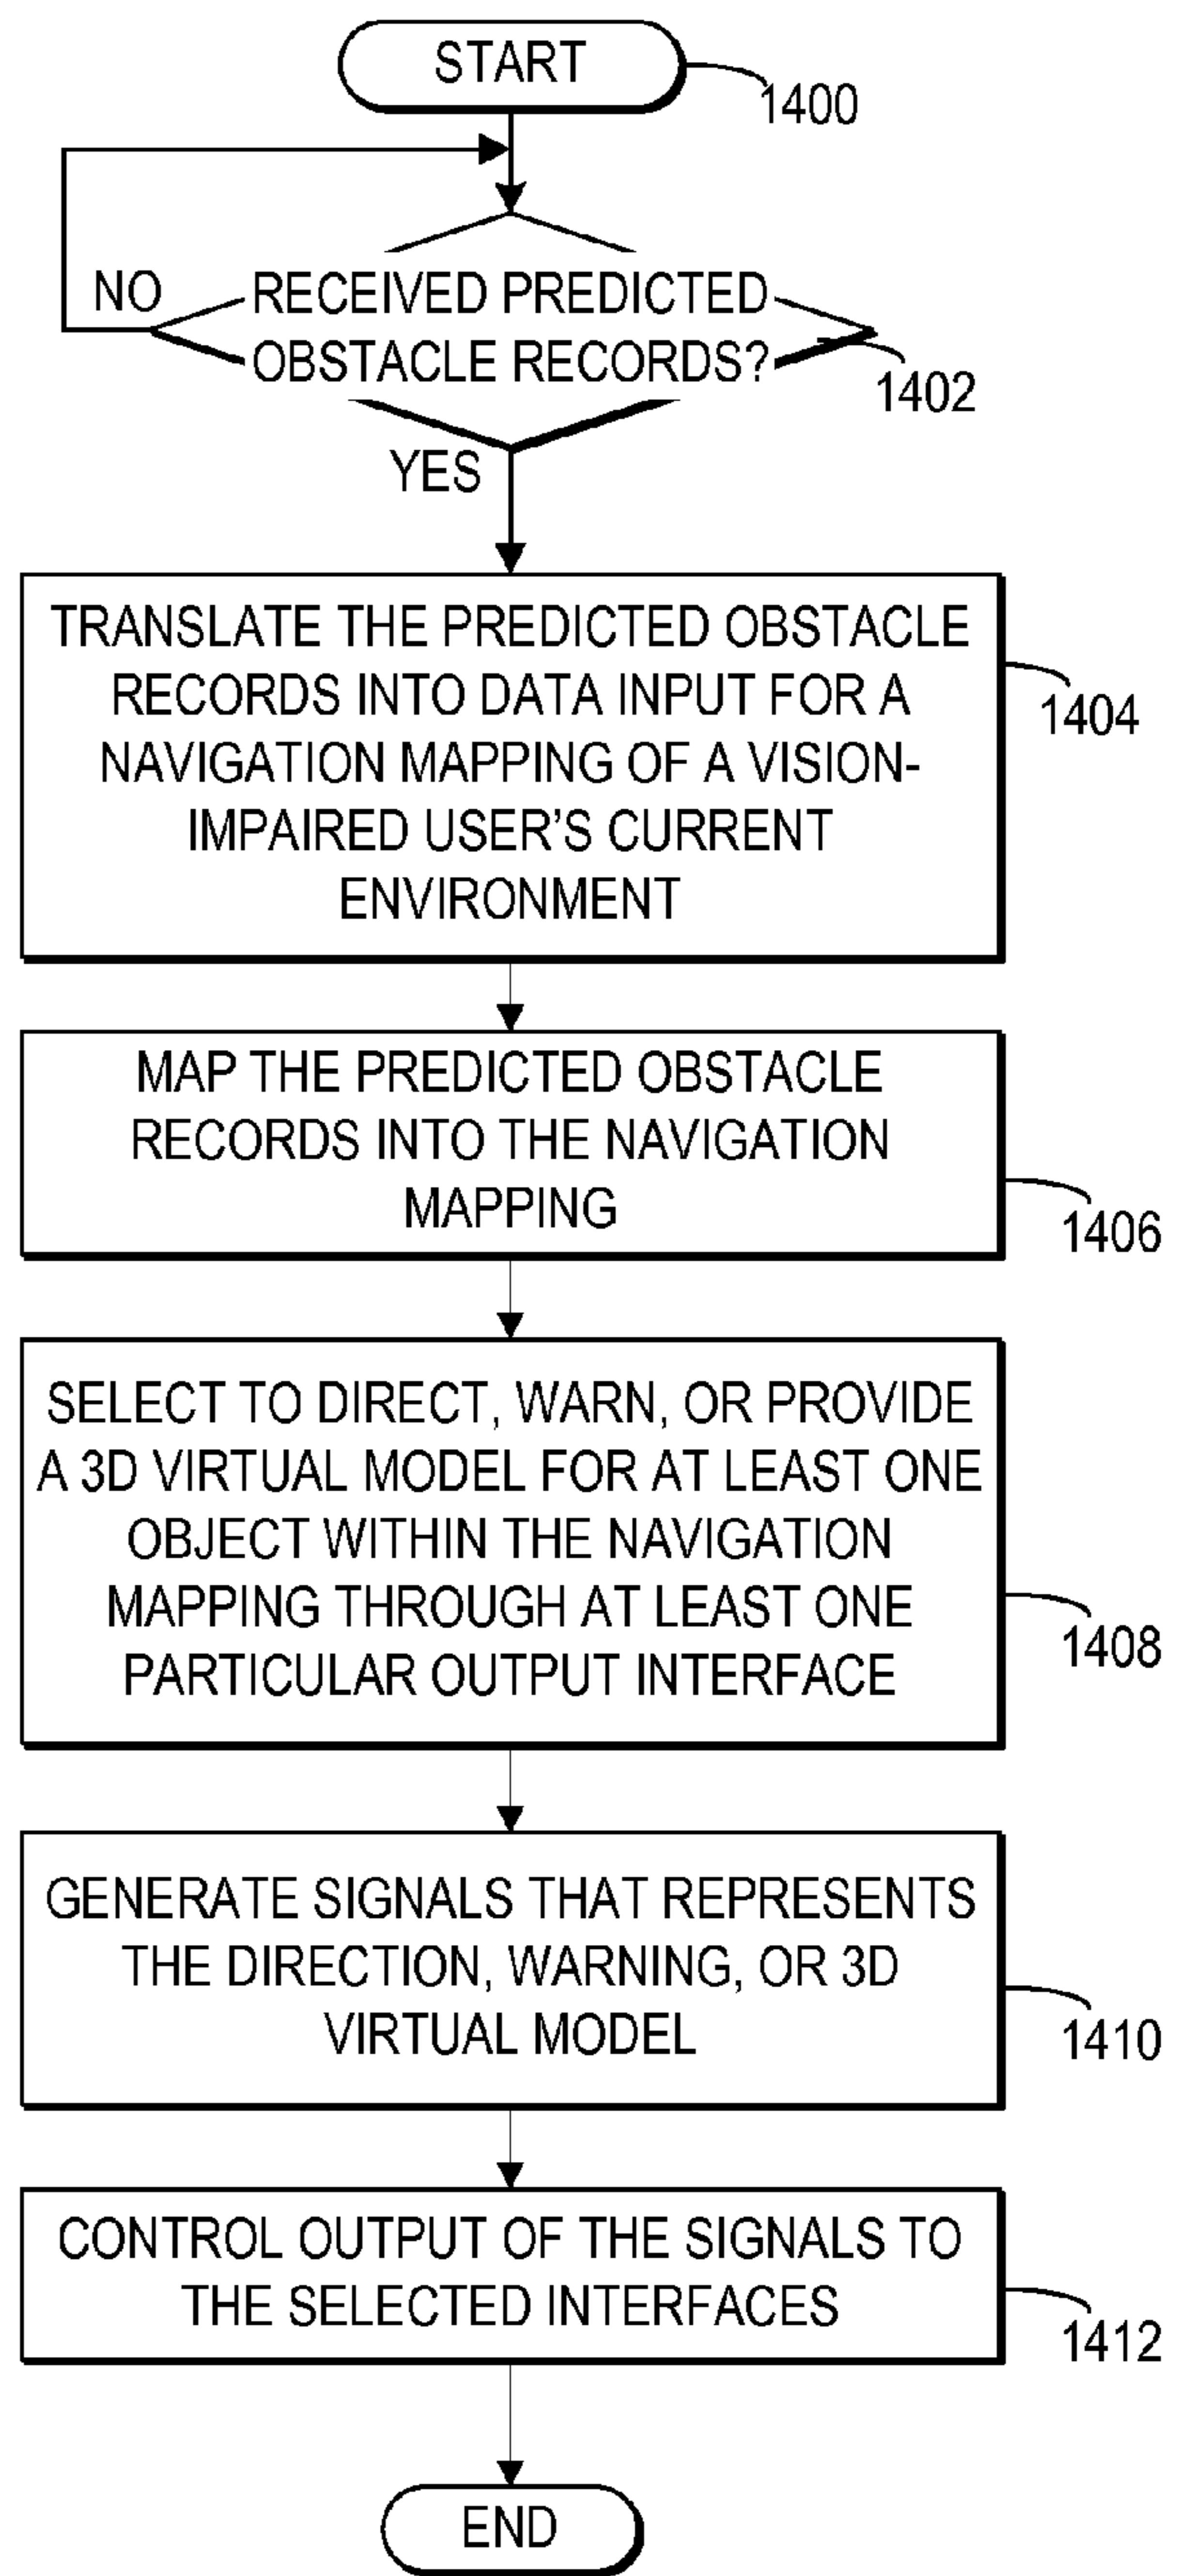 START
1400
NO
RECEIVED PREDICTED
OBSTACLE RECORDS?
1402
YES
TRANSLATE THE PREDICTED OBSTACLE
RECORDS INTO DATA INPUT FOR A
NAVIGATION MAPPING OF A VISION-
IMPAIRED USER'S CURRENT
ENVIRONMENT
1404
MAP THE PREDICTED OBSTACLE
RECORDS INTO THE NAVIGATION
MAPPING
1406
SELECT TO DIRECT, WARN, OR PROVIDE
A 3D VIRTUAL MODEL FOR AT LEAST ONE
OBJECT WITHIN THE NAVIGATION
MAPPING THROUGH AT LEAST ONE
PARTICULAR OUTPUT INTERFACE
1408
GENERATE SIGNALS THAT REPRESENTS
THE DIRECTION, WARNING, OR 3D
VIRTUAL MODEL
1410
CONTROL OUTPUT OF THE SIGNALS TO
THE SELECTED INTERFACES
1412
END